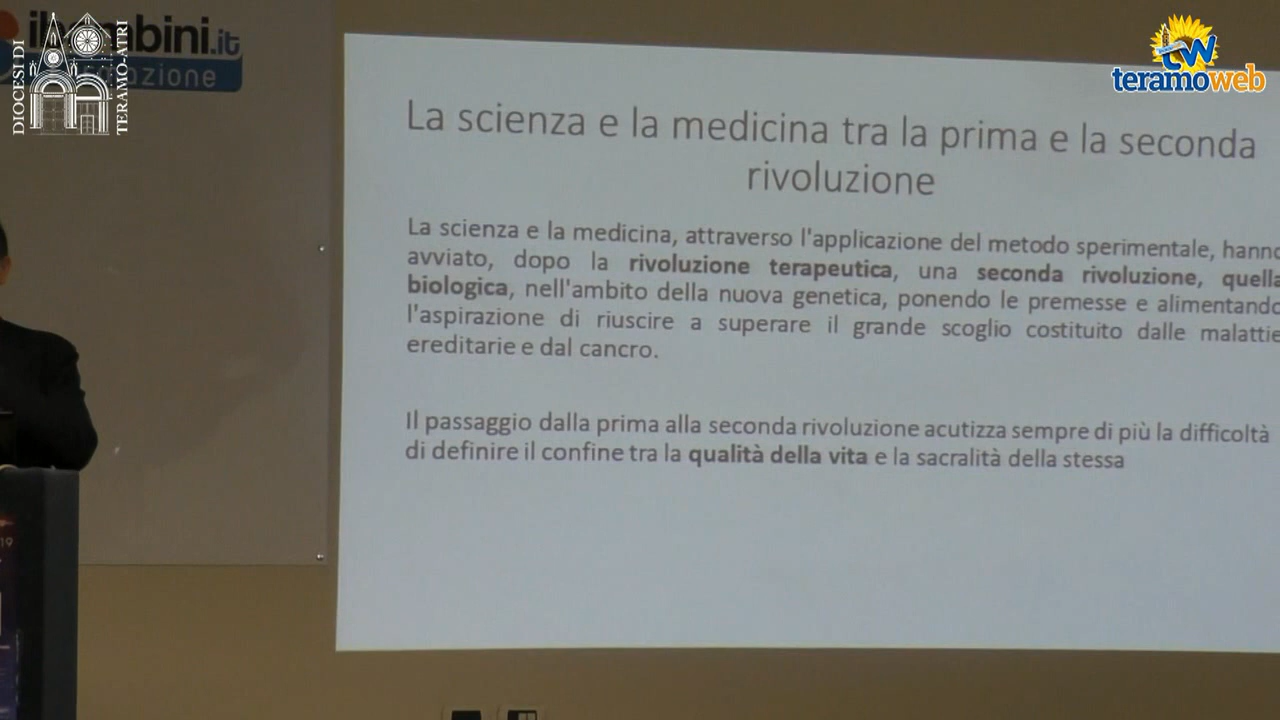 DIOCESI DI
TERAMO-ATRI
teramoweb
La scienza e la medicina tra la prima e la seconda
rivoluzione
La scienza e la medicina, attraverso l'applicazione del metodo sperimentale, hanno
avviato, dopo la rivoluzione terapeutica, una seconda rivoluzione, quella
biologica, nell'ambito della nuova genetica, ponendo le premesse e alimentando
l'aspirazione di riuscire a superare il grande scoglio costituito dalle malattie
ereditarie e dal cancro.
Il passaggio dalla prima alla seconda rivoluzione acutizza sempre di più la difficoltà
di definire il confine tra la qualità della vita e la sacralità della stessa
19